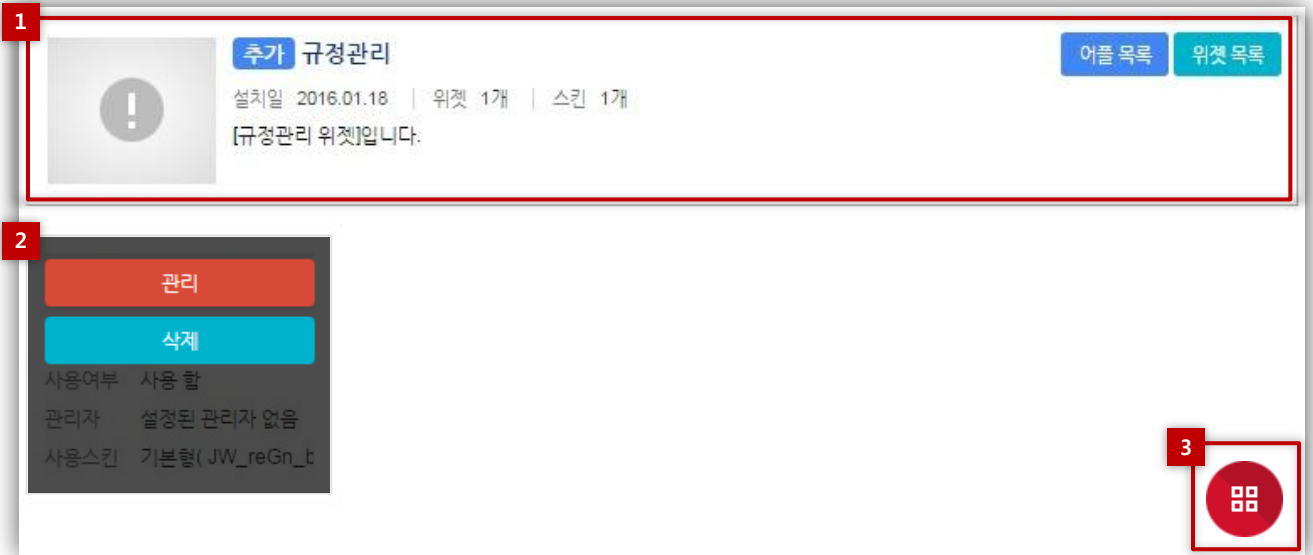 1
추가 규정관리
어플 목록 위젯 목록
설치일 2016.01.18 | 위젯 1개 | 스킨 1개
[규정관리 위젯]입니다.
2
관리
삭제
사용여부 사용 함
관리자 설정된 관리자 없음
사용스킨 기본형( JW_reGn_b
3